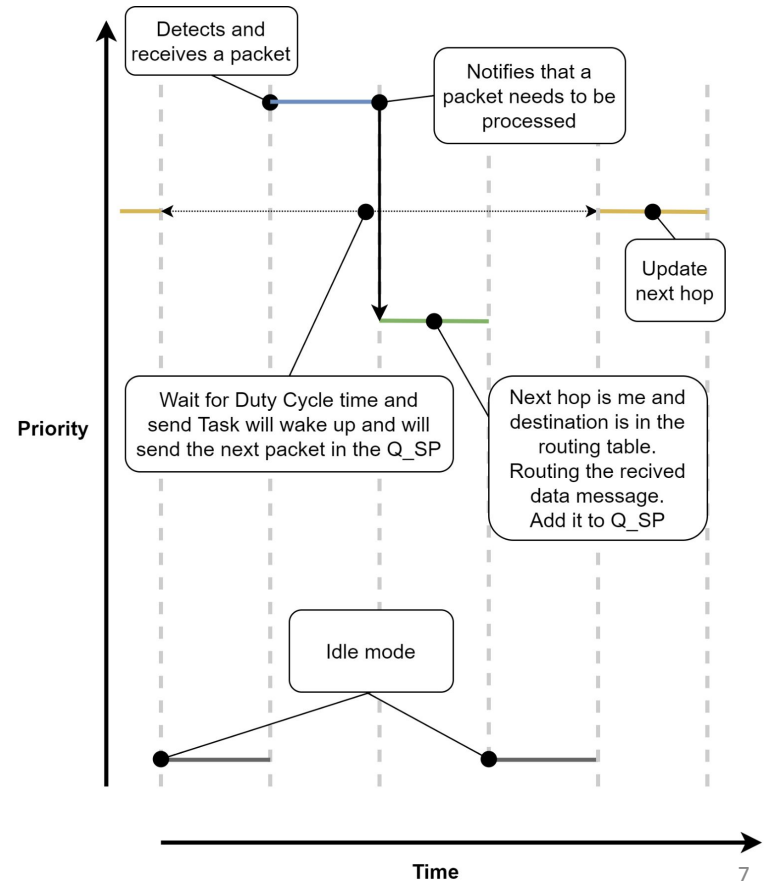 Detects and
receives a packet
Notifies that a
packet needs to be
processed
Update
next hop
Wait for Duty Cycle time and
send Task will wake up and will
send the next packet in the Q_SP
Next hop is me and
destination is in the
routing table.
Routing the recived
data message.
Add it to Q_SP
Priority
Idle mode
Time
7